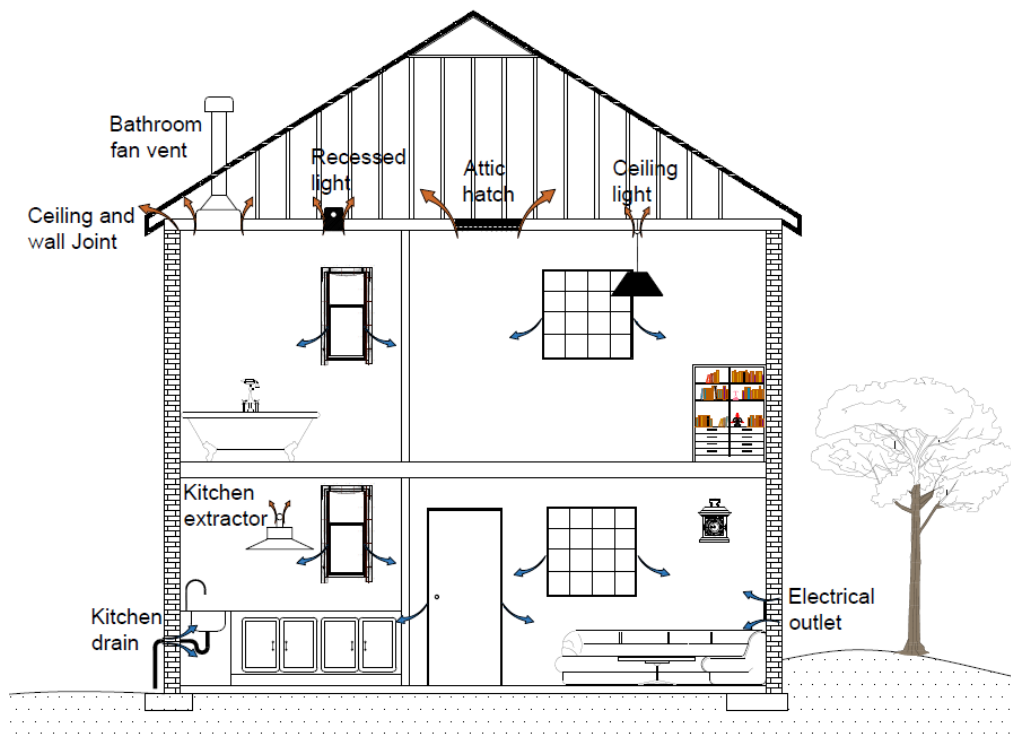 Bathroom
fan vent
Recessed
light
Attic
hatch
Ceiling
light
Ceiling and
wall Joint
Kitchen
extractor
Kitchen
drain
Electrical
outlet